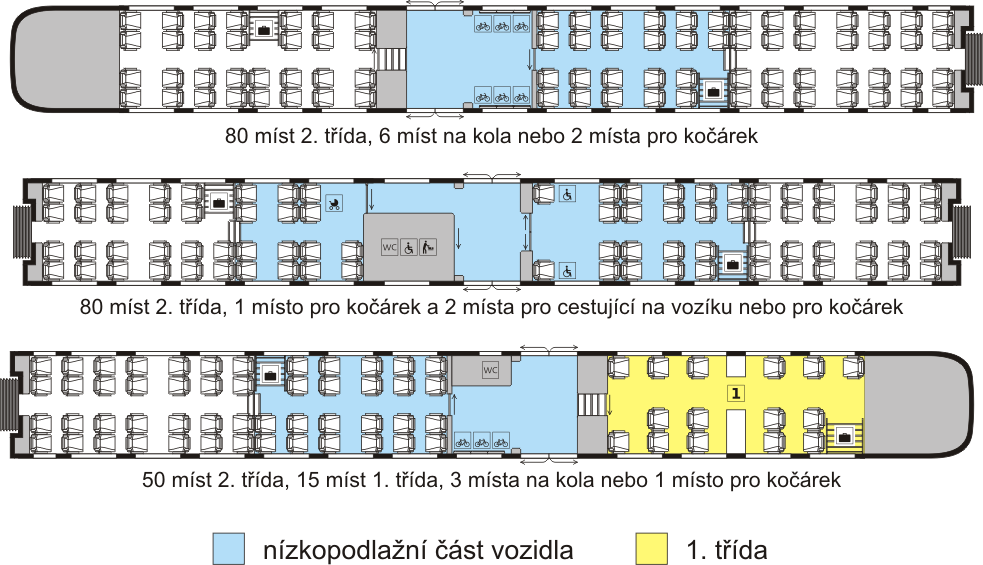 80 míst 2. třída, 6 míst na kola nebo 2 místa pro kočárek
WC
80 míst 2. třída, 1 místo pro kočárek a 2 místa pro cestující na vozíku nebo pro kočárek
WC
1
50 míst 2. třída, 15 míst 1. třída, 3 místa na kola nebo 1 místo pro kočárek
nízkopodlažní část vozidla
1. třída